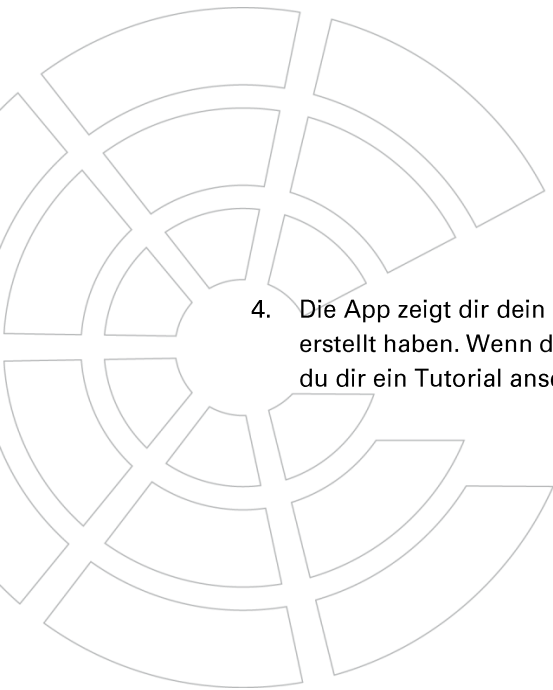 4. Die App zeigt dir dein
erstellt haben. Wenn
du dir ein Tutorial